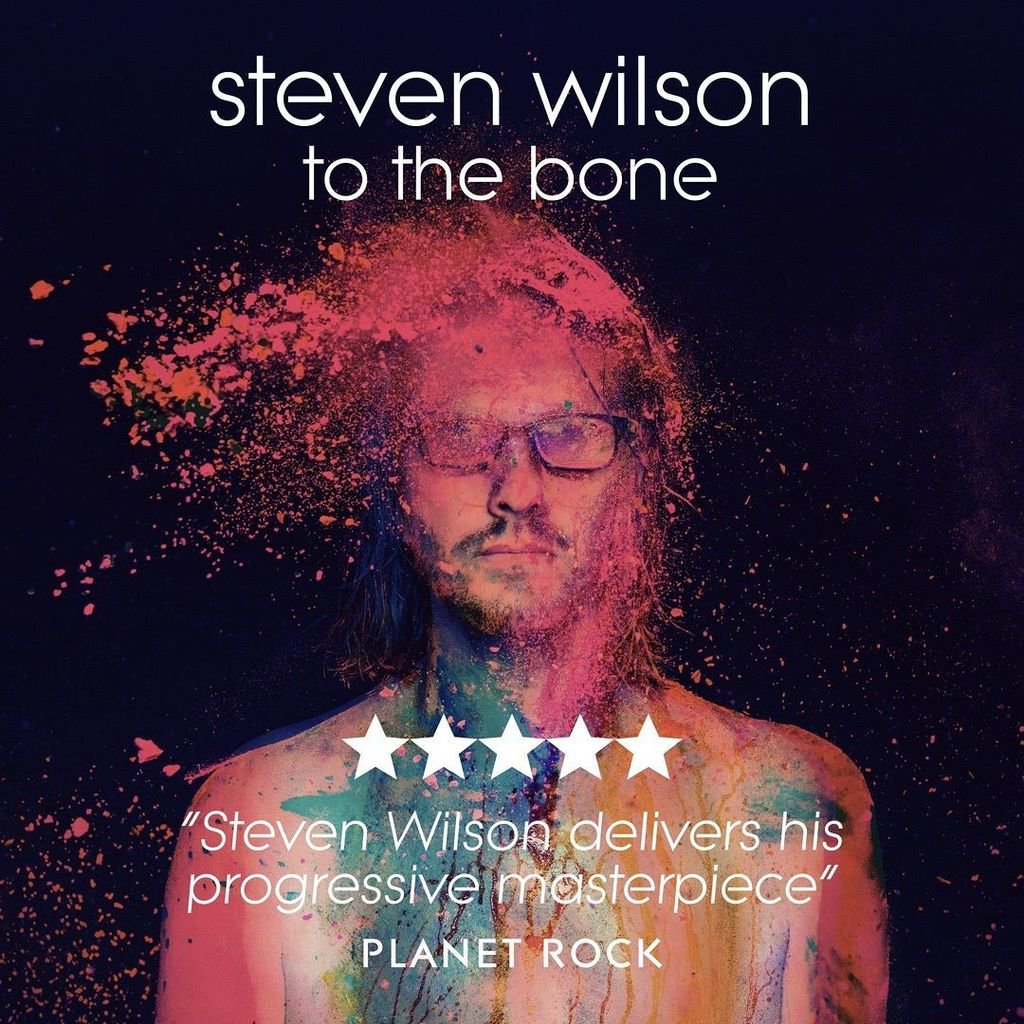 steven wilson
to the bone
"Steven Wilson delivers his
progressive masterpiece"
PLANET ROCK